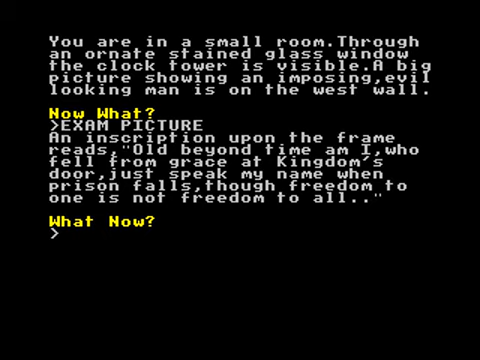 You are in a small room.Through
an ornate stained glass window
the clock tower is visible.A big
picture showing an imposing,evil
looking man is on the west wall.
Now What?
>EXAM PICTURE
An inscription upon the frame
reads,"Old beyond time am I,who
fell from grace at Kingdom's
door,just speak my name when
prison falls,though freedom to
one is not freedom to all.."
What Now?
>